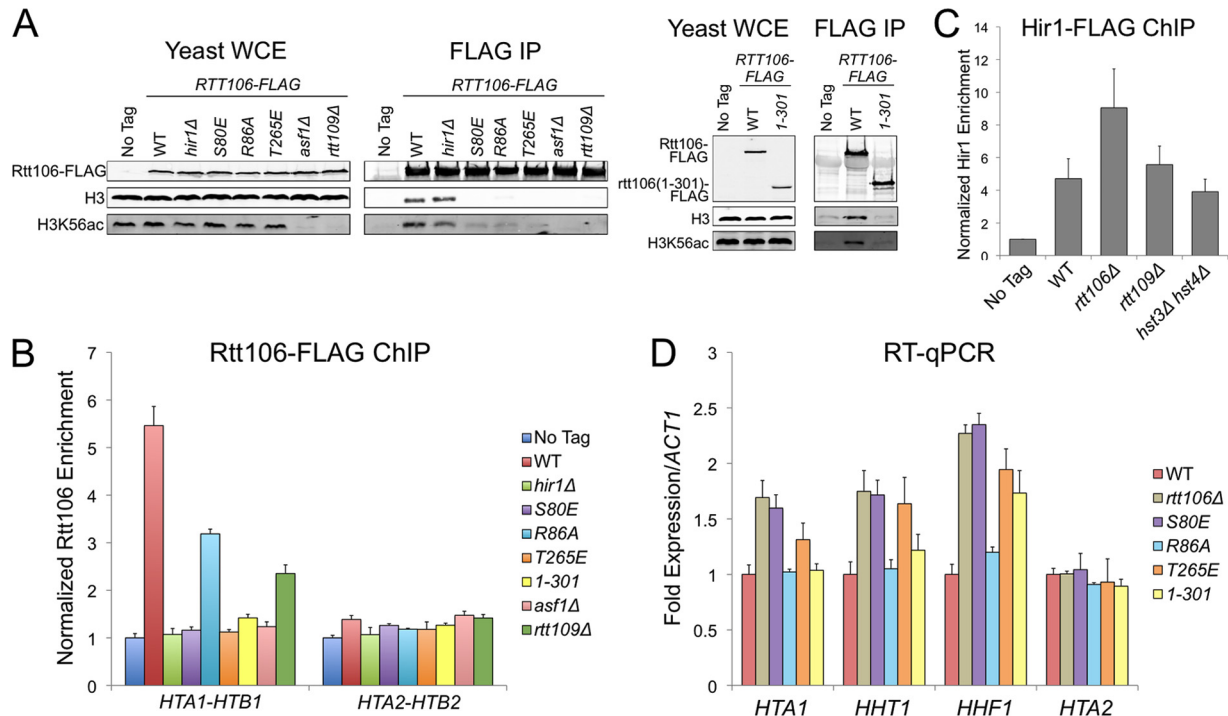 A
Yeast WCE
FLAG IP
RTT106-FLAG
RTT106-FLAG
No Tag
WT
hir1Δ
S80E
R86A
T265E
asf1Δ
rtt109Δ
No Tag
WT
hir1Δ
S80E
R86A
T265E
asf1Δ
rtt109Δ
Rtt106-FLAG
H3
H3K56ac
Yeast WCE
FLAG IP
RTT106-
FLAG
RTT106-
FLAG
No Tag
WT
1-301
No Tag
WT
1-301
Rtt106-
FLAG
rtt106(1-301)-
FLAG
H3
H3K56ac
C
Hir1-FLAG ChIP
Normalized Hir1 Enrichment
14
12
10
8
6
4
2
0
No Tag
WT
rtt106Δ
rtt109Δ
hst3Δ hst4Δ
B
Rtt106-FLAG ChIP
Normalized Rtt106 Enrichment
7
6
5
4
3
2
1
0
HTA1-HTB1
HTA2-HTB2
No Tag
WT
hir1Δ
S80E
R86A
T265E
1-301
asf1Δ
rtt109Δ
D
RT-qPCR
Fold Expression/ACT1
3
2.5
2
1.5
1
0.5
0
HTA1
HHT1
HHF1
HTA2
WT
rtt106Δ
S80E
R86A
T265E
1-301